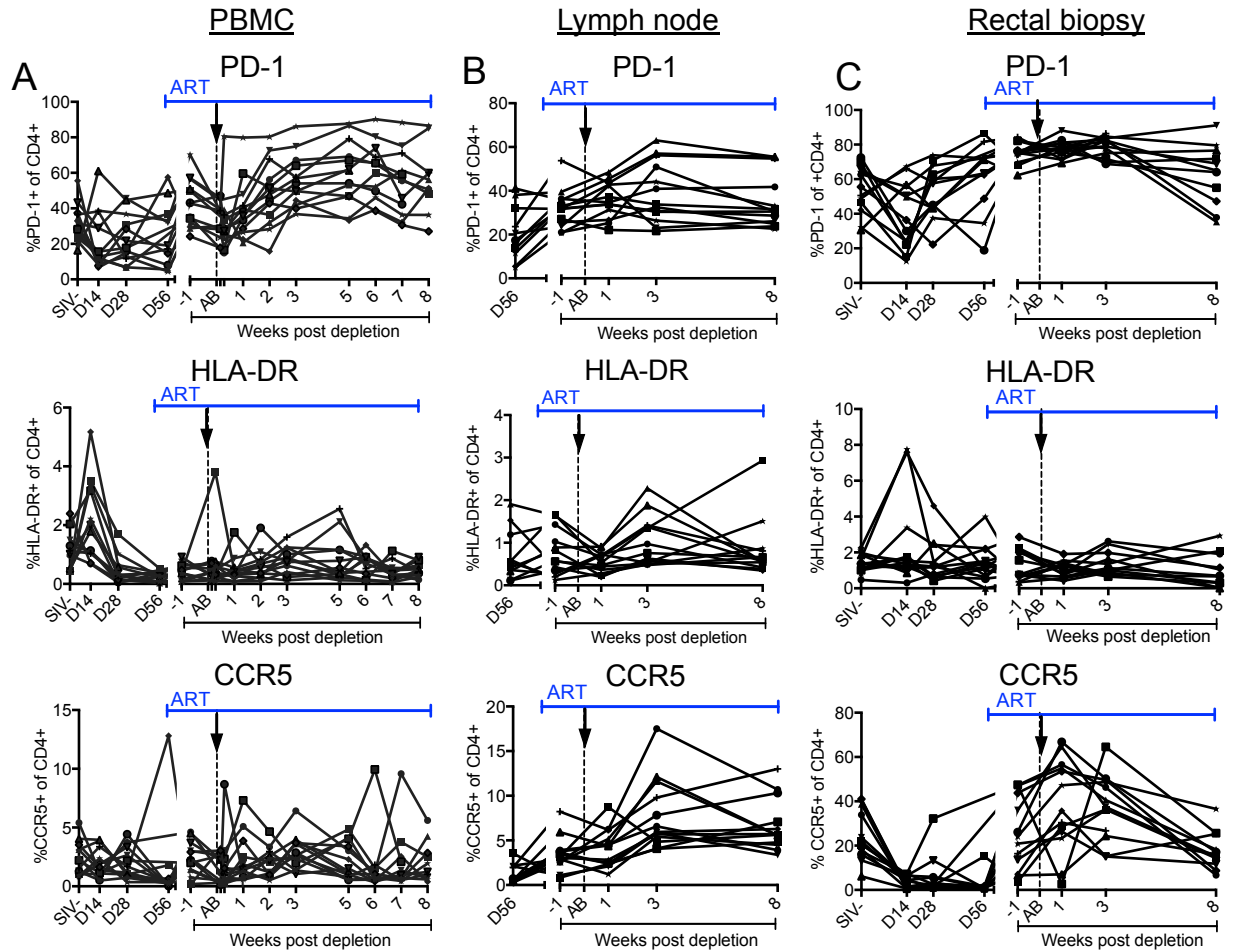 PBMC
Lymph node
Rectal biopsy
A
PD-1
ART
%PD-1+ of CD4+
100
80
60
40
20
0
SIV- D14 D28 D56 -1 AB 1 2 3 5 6 7 8
Weeks post depletion
B
PD-1
ART
%PD-1+ of CD4+
80
60
40
20
0
D56 -1 AB 1 3 8
Weeks post depletion
C
PD-1
ART
%PD-1 of +CD4+
100
80
60
40
20
0
SIV- D14 D28 D56 -1 AB 1 3 8
Weeks post depletion
HLA-DR
ART
%HLA-DR+ of CD4+
6
4
2
0
SIV- D14 D28 D56 -1 AB 1 2 3 5 6 7 8
Weeks post depletion
HLA-DR
ART
%HLA-DR+ of CD4+
4
3
2
1
0
D56 -1 AB 1 3 8
Weeks post depletion
HLA-DR
ART
%HLA-DR+ of CD4+
10
8
6
4
2
0
SIV- D14 D28 D56 -1 AB 1 3 8
Weeks post depletion
CCR5
ART
%CCR5+ of CD4+
15
10
5
0
SIV- D14 D28 D56 -1 AB 1 2 3 5 6 7 8
Weeks post depletion
CCR5
ART
%CCR5+ of CD4+
20
15
10
5
0
D56 -1 AB 1 3 8
Weeks post depletion
CCR5
ART
% CCR5+ of CD4+
80
60
40
20
0
SIV- D14 D28 D56 -1 AB 1 3 8
Weeks post depletion